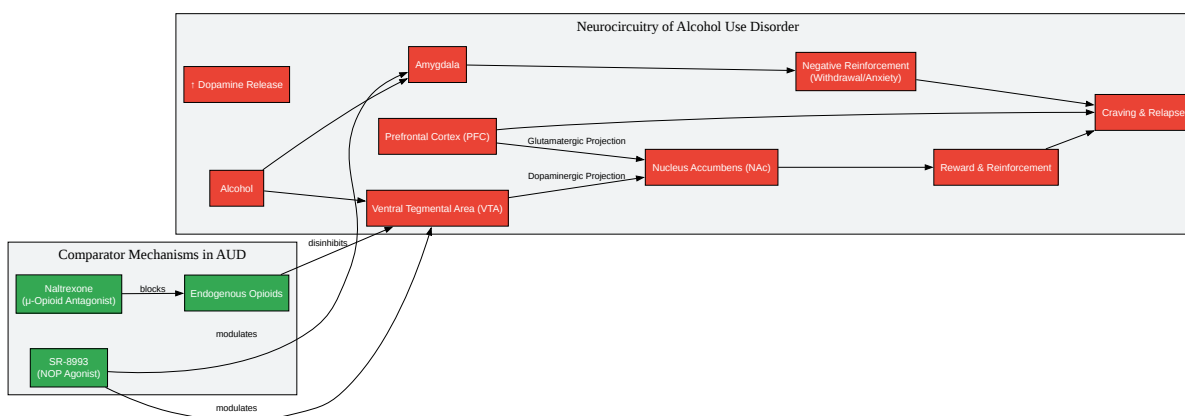 Neurocircuitry of Alcohol Use Disorder
Amygdala
Negative Reinforcement
(Withdrawal/Anxiety)
↑ Dopamine Release
Craving & Relapse
Prefrontal Cortex (PFC)
Glutamatergic Projection
Nucleus Accumbens (NAc)
Reward & Reinforcement
Dopaminergic Projection
Alcohol
Ventral Tegmental Area (VTA)
disinhibits
Comparator Mechanisms in AUD
Naltrexone
(μ-Opioid Antagonist)
blocks
Endogenous Opioids
modulates
SR-8993
(NOP Agonist)
modulates